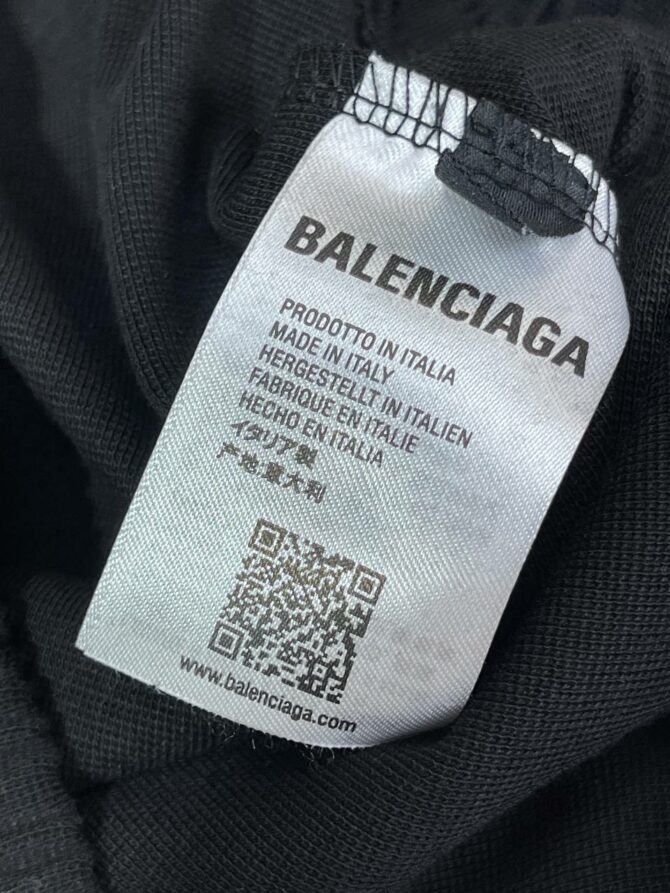 BALENCIAGA
PRODOTTO IN ITALIA
MADE IN ITALY
HERGESTELLT IN ITALIEN
FABRIQUE EN ITALIE
HECHO EN ITALIA
イタリア製
产地:意大利
www.balenciaga.com